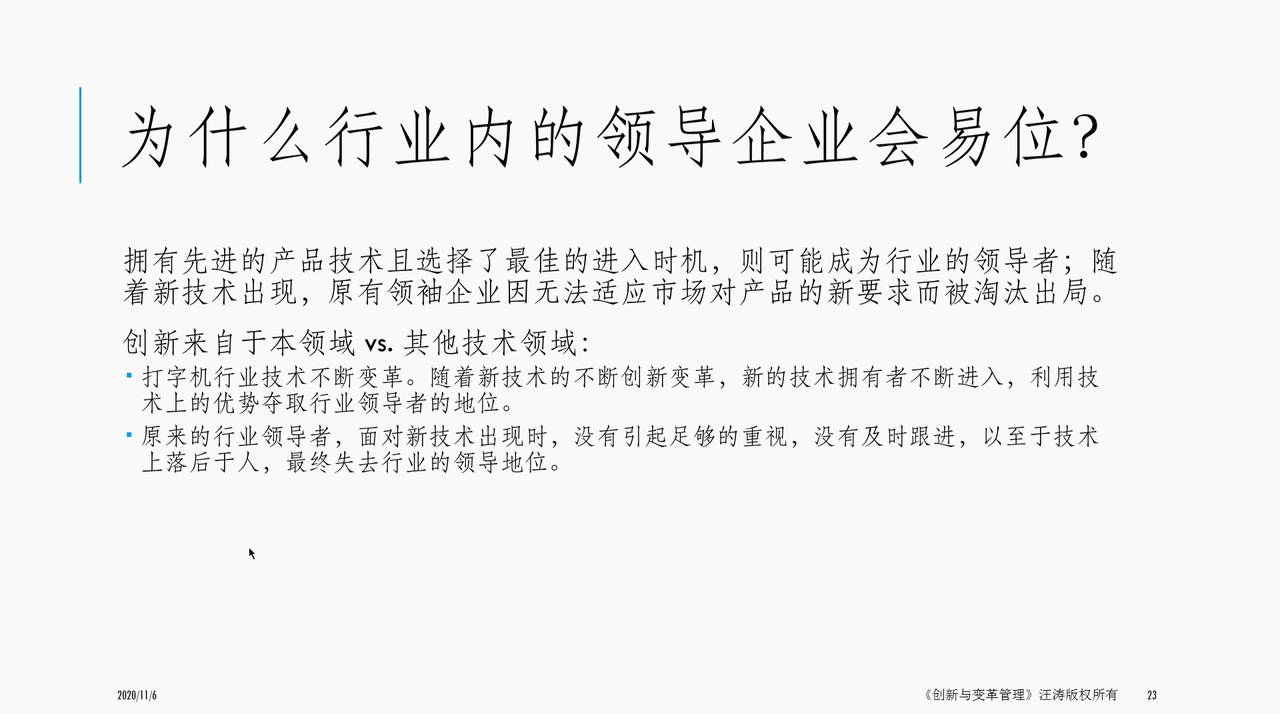 为什么行业内的领导企业会易位？
拥有先进的产品技术且选择了最佳的进入时机，则可能成为行业的领导者；随
着新技术出现，原有领袖企业因无法适应市场对产品的新要求而被淘汰出局。
创新来自于本领域 vs. 其他技术领域：
▪ 打字机行业技术不断变革。随着新技术的不断创新变革，新的技术拥有者不断进入，利用技
术上的优势夺取行业领导者的地位。
▪ 原来的行业领导者，面对新技术出现时，没有引起足够的重视，没有及时跟进，以至于技术
上落后于人，最终失去行业的领导地位。
2020/11/6
《创新与变革管理》汪涛版权所有
23